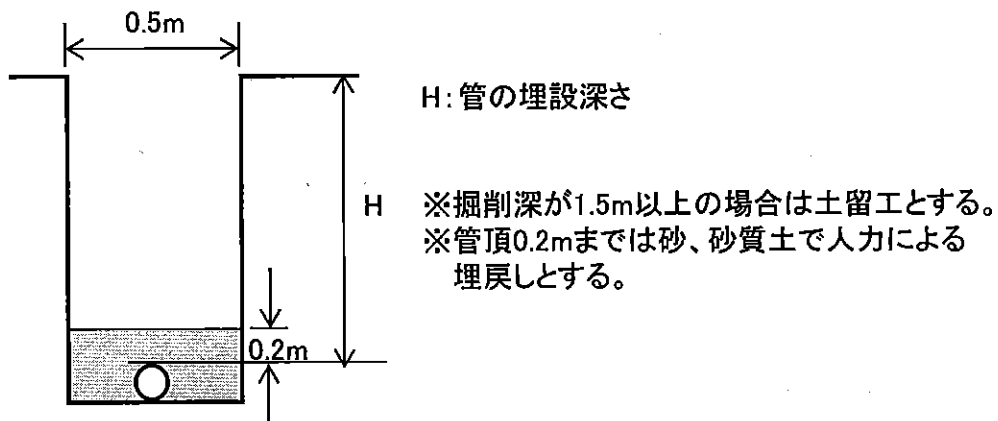 0.5m
H:管の埋設深さ
H
※掘削深が1.5m以上の場合は土留工とする。
※管頂0.2mまでは砂、砂質土で人力による
埋戻しとする。
0.2m